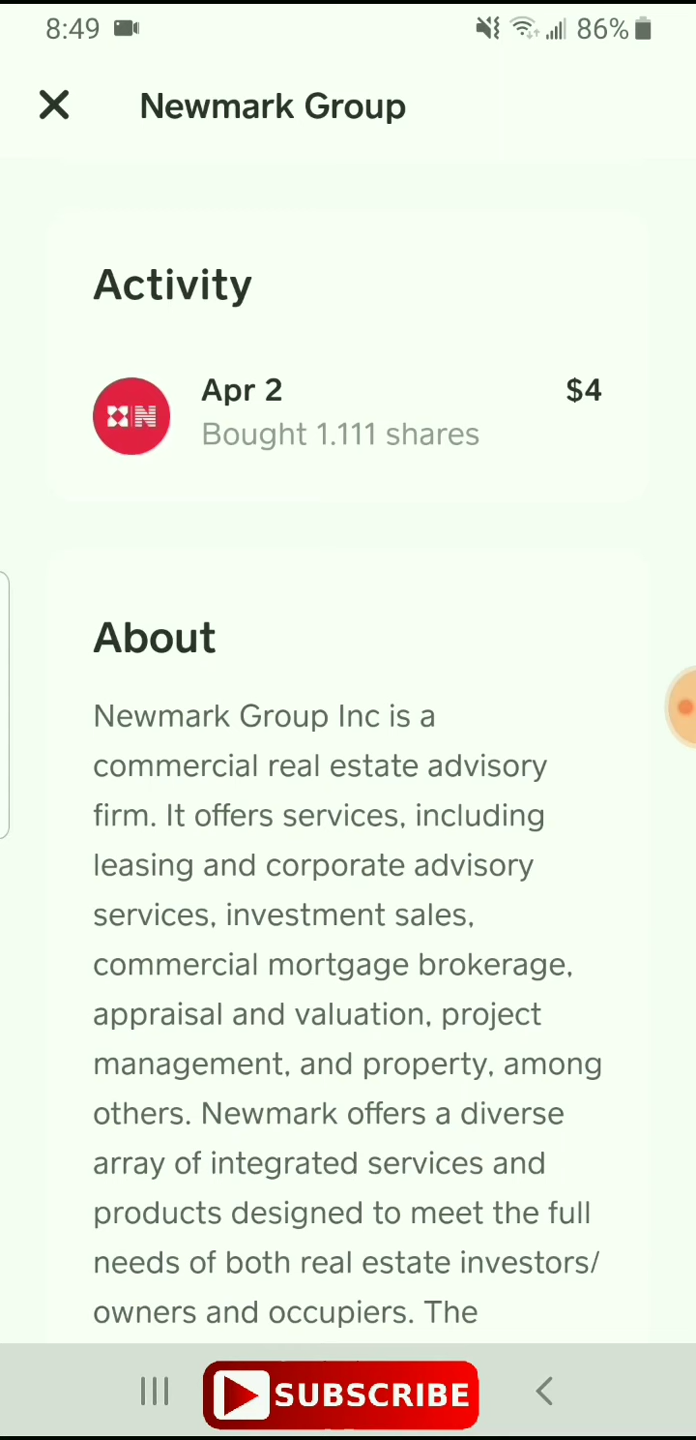 8:49 86%
Newmark Group
Activity
Apr 2 $4
Bought 1.111 shares
N
About
Newmark Group Inc is a
commercial real estate advisory
firm. It offers services, including
leasing and corporate advisory
services, investment sales,
commercial mortgage brokerage,
appraisal and valuation, project
management, and property, among
others. Newmark offers a diverse
array of integrated services and
products designed to meet the full
needs of both real estate investors/
owners and occupiers. The
SUBSCRIBE